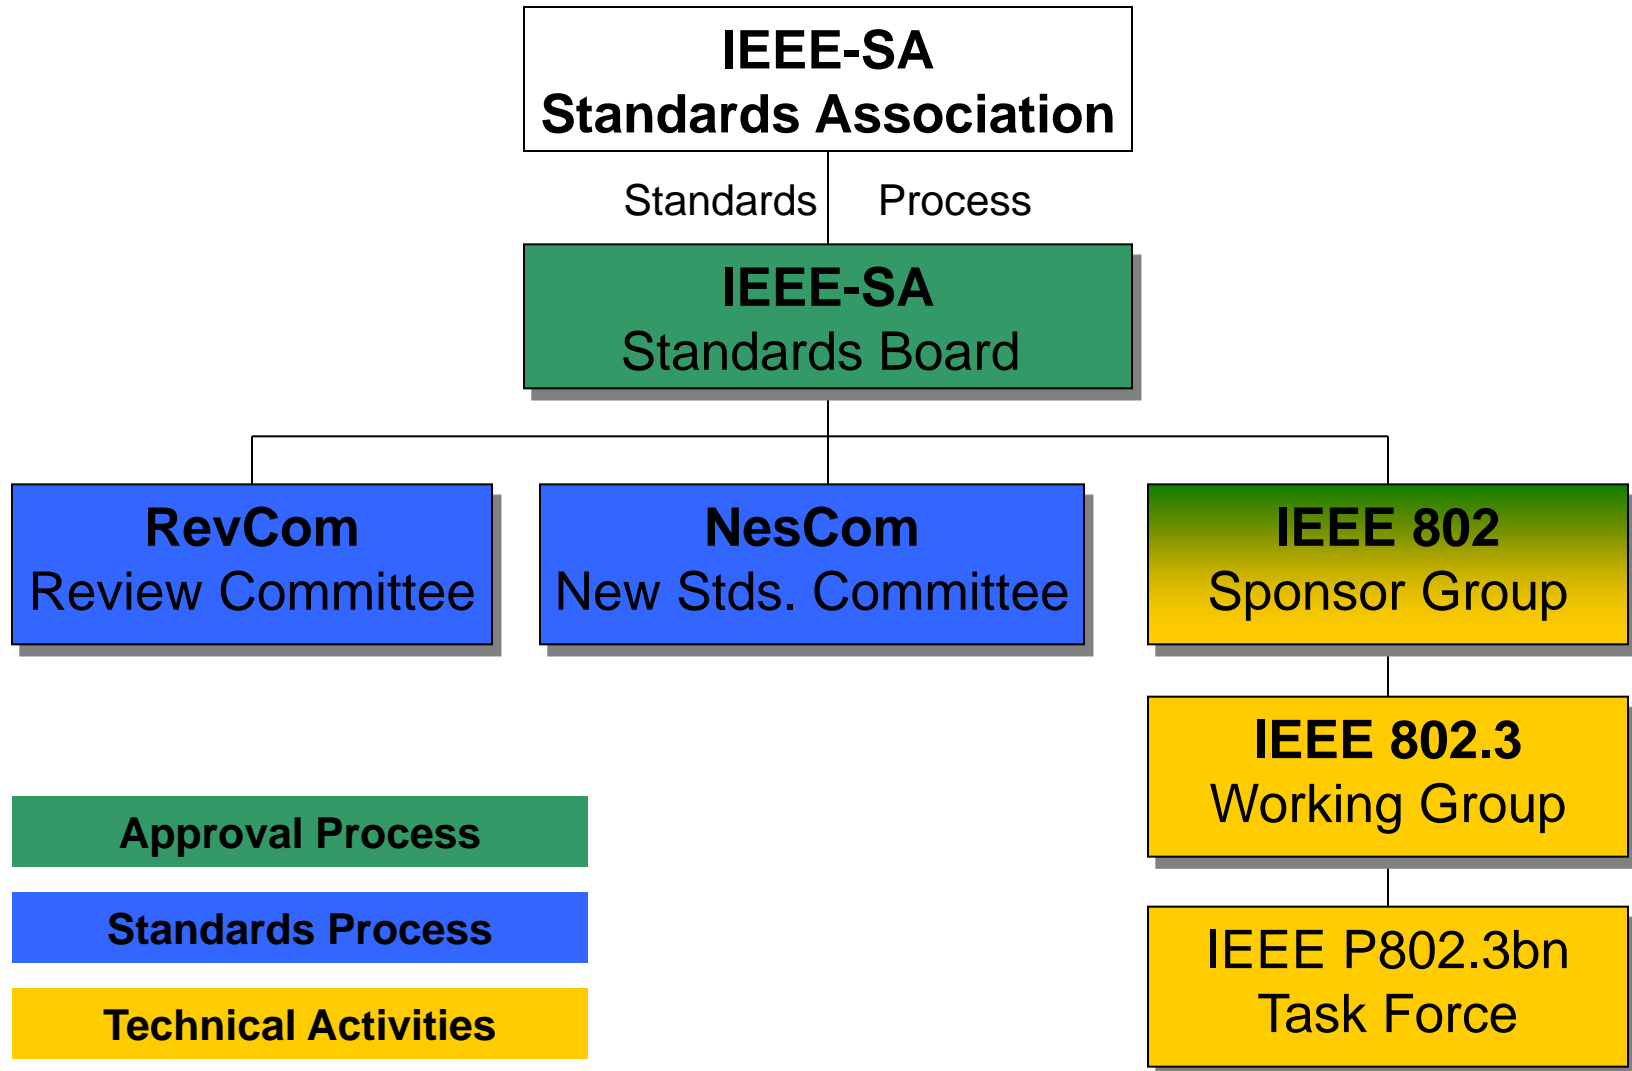 IEEE-SA
Standards Association
Standards Process
IEEE-SA
Standards Board
RevCom
Review Committee
NesCom
New Stds. Committee
IEEE 802
Sponsor Group
IEEE 802.3
Working Group
IEEE P802.3bn
Task Force
Approval Process
Standards Process
Technical Activities